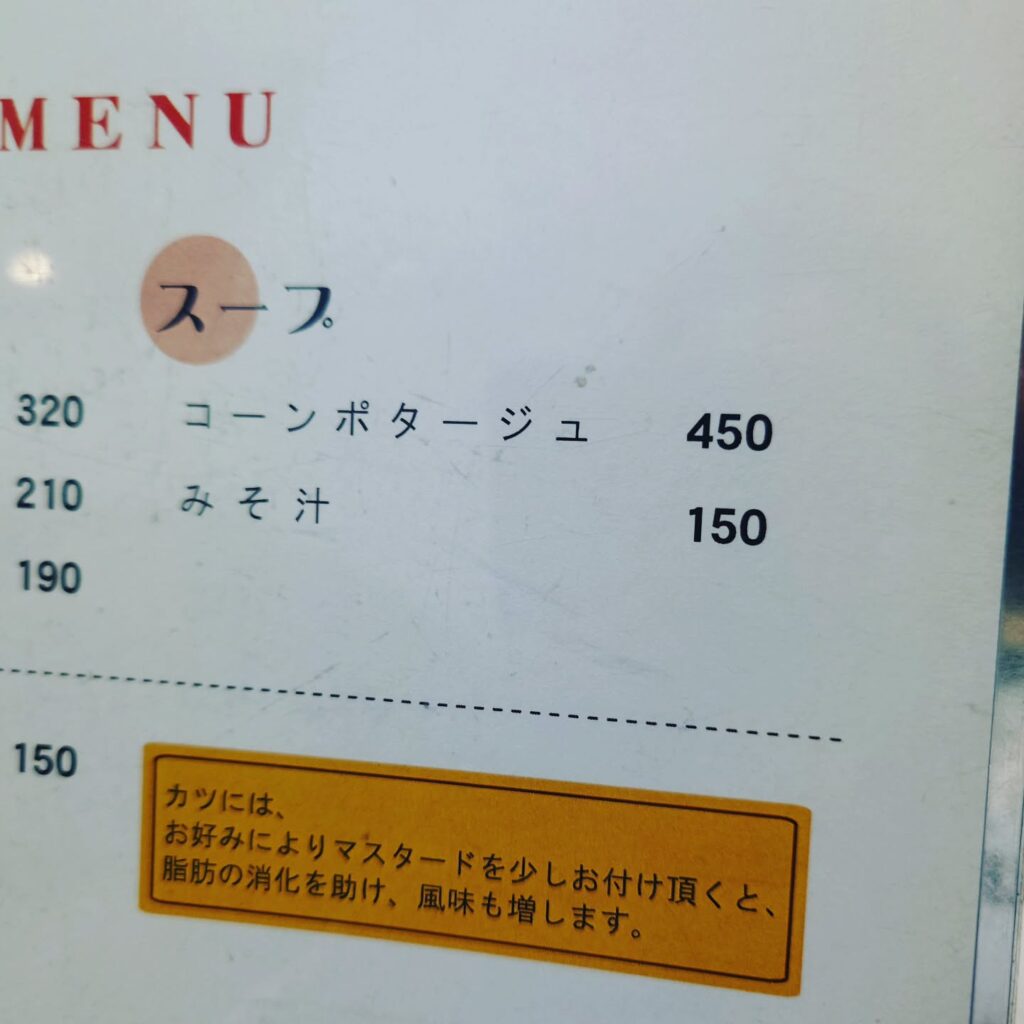 MENU
スープ
320 コーンポタージュ 450
210 みそ汁 150
190
150
カツには、
お好みによりマスタードを少しお付け頂くと、
脂肪の消化を助け、風味も増します。